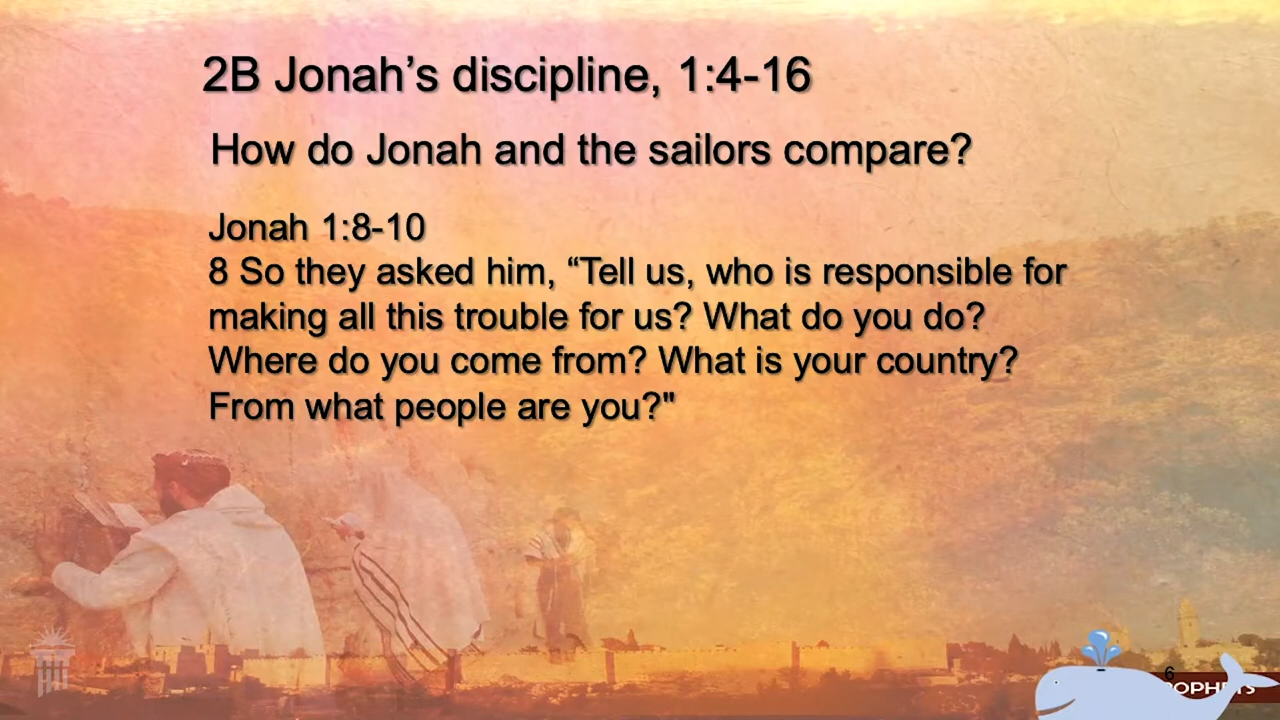 2B Jonah’s discipline, 1:4-16
How do Jonah and the sailors compare?
Jonah 1:8-10
8 So they asked him, “Tell us, who is responsible for
making all this trouble for us? What do you do?
Where do you come from? What is your country?
From what people are you?"
6